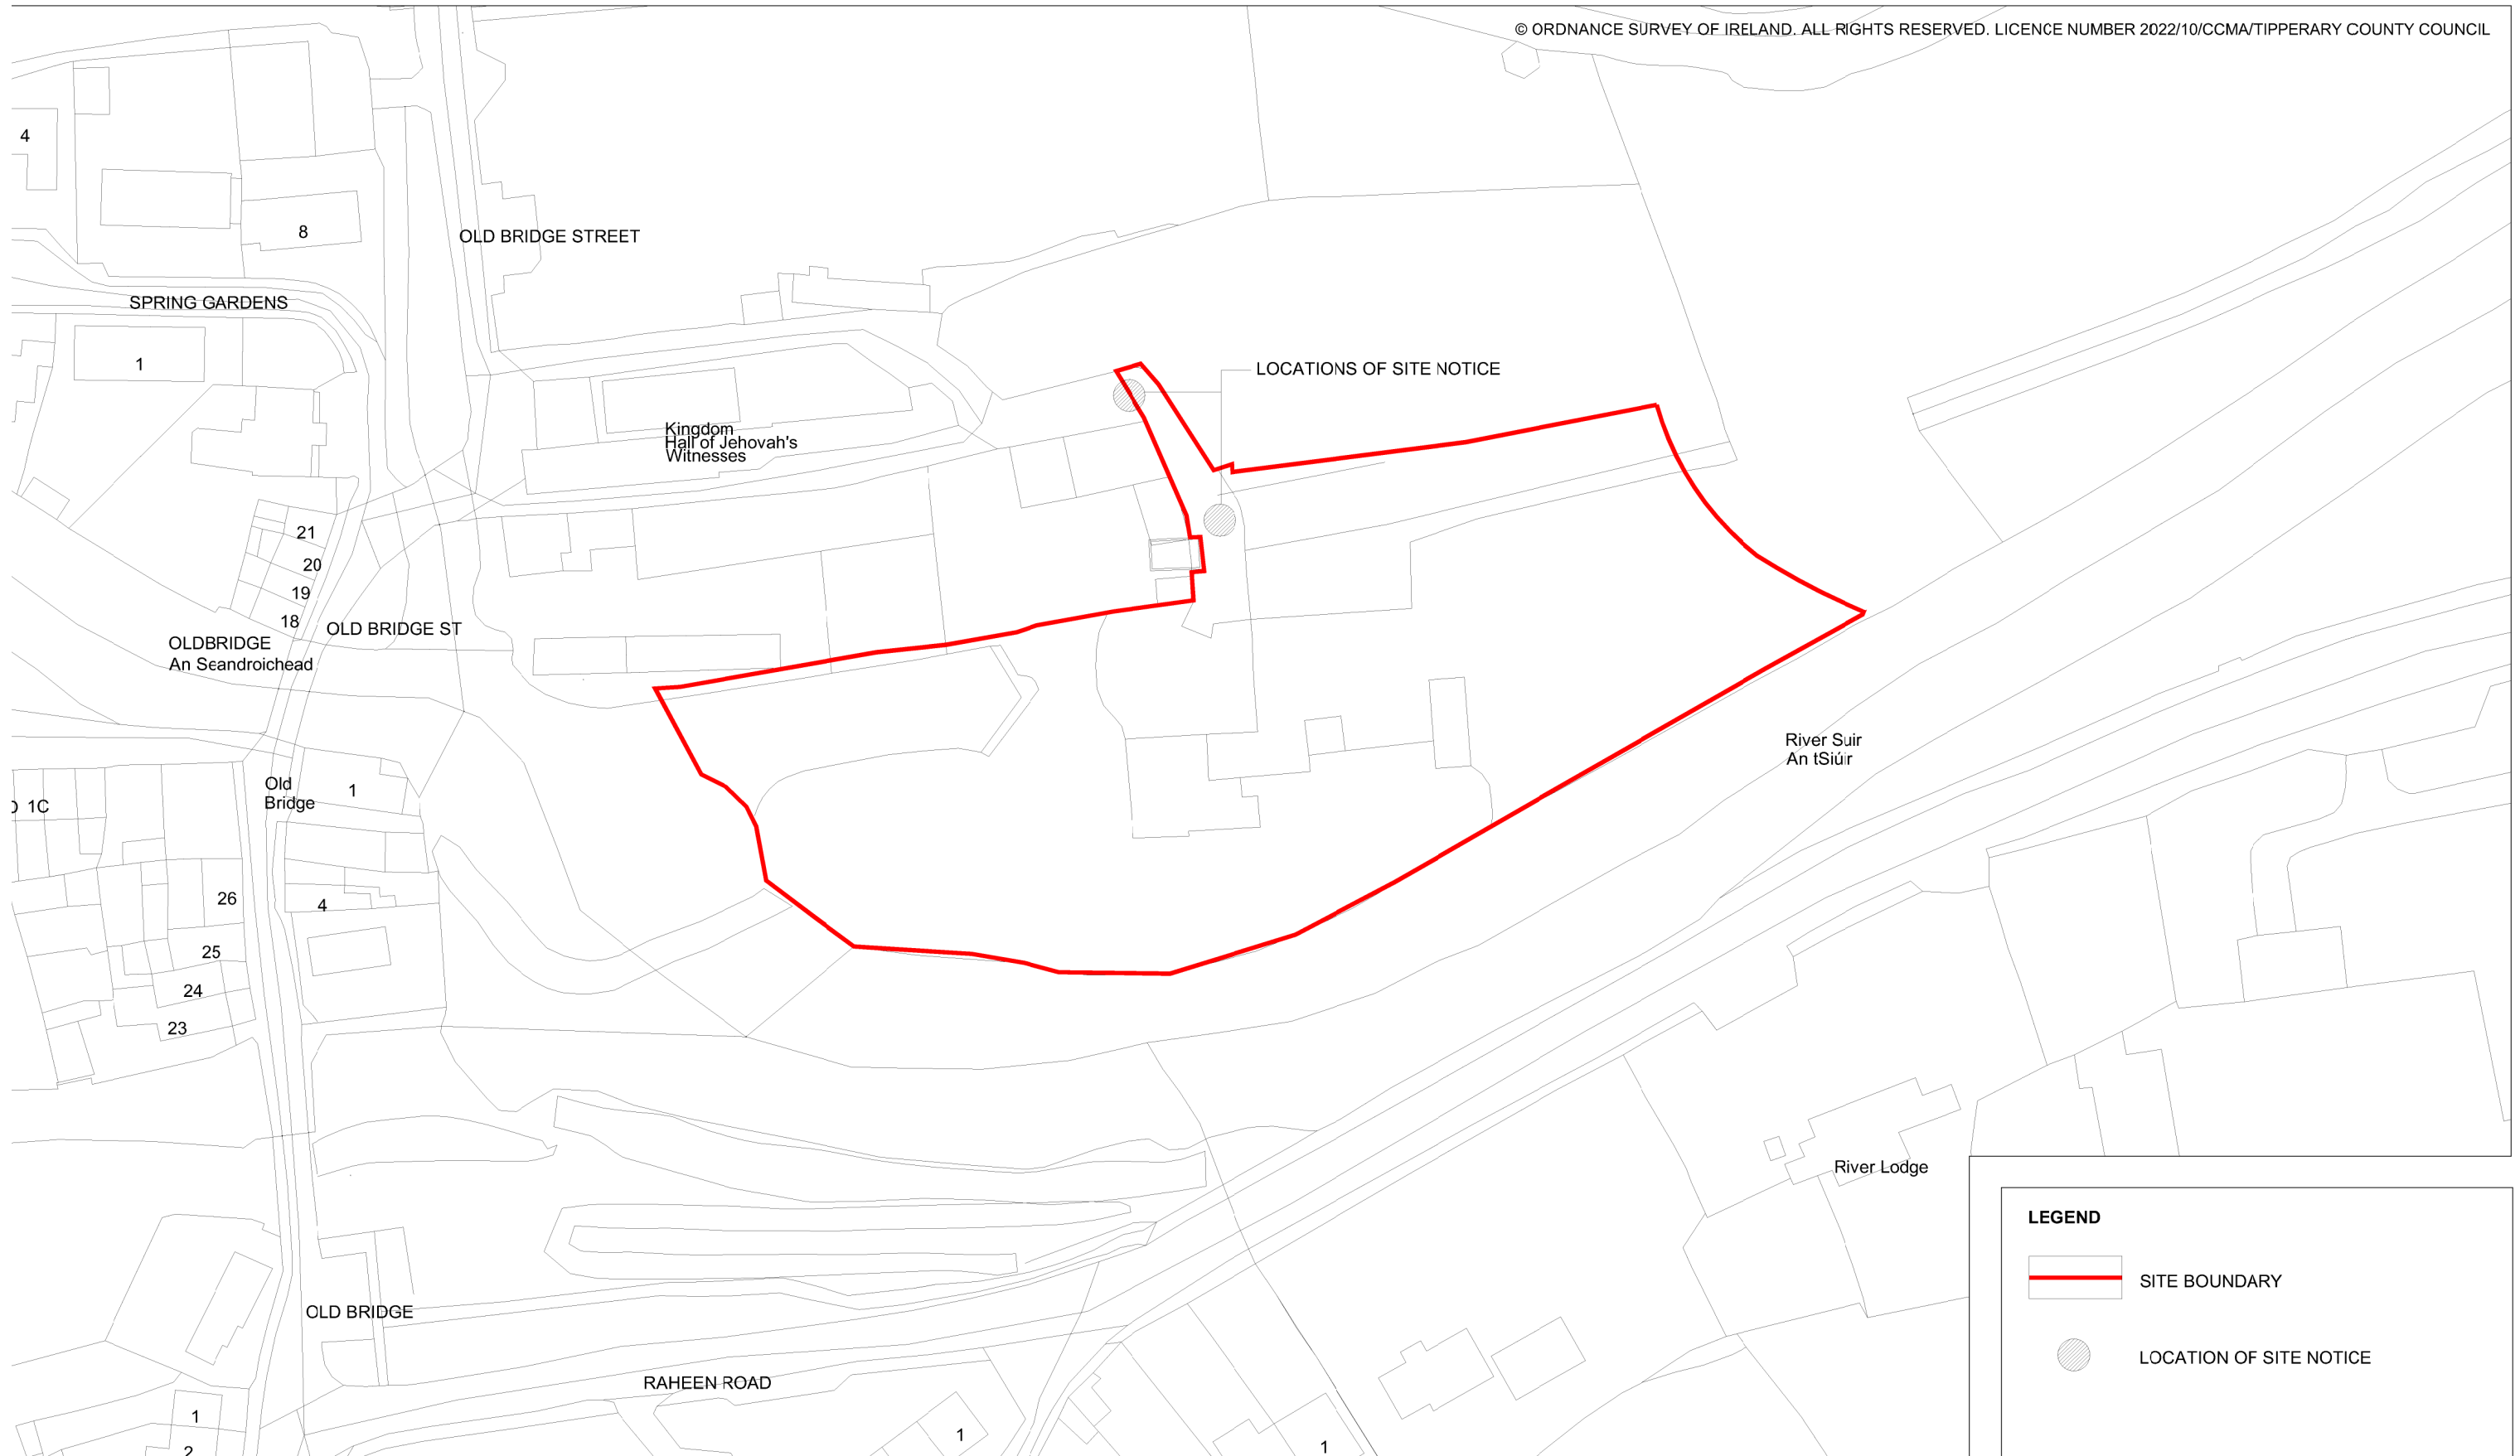 © ORDNANCE SURVEY OF IRELAND. ALL RIGHTS RESERVED. LICENCE NUMBER 2022/10/CCMA/TIPPERARY COUNTY COUNCIL
4
8
OLD BRIDGE STREET
SPRING GARDENS
1
LOCATIONS OF SITE NOTICE
Kingdom
Hall of Jehovah's
Witnesses
21
20
19
18
OLD BRIDGE ST
OLDBRIDGE
An Seandroichead
River Suir
An tSiúir
Old
Bridge
1
1C
26
4
25
24
23
River Lodge
LEGEND
SITE BOUNDARY
OLD BRIDGE
LOCATION OF SITE NOTICE
RAHEEN ROAD
1
2
1
1